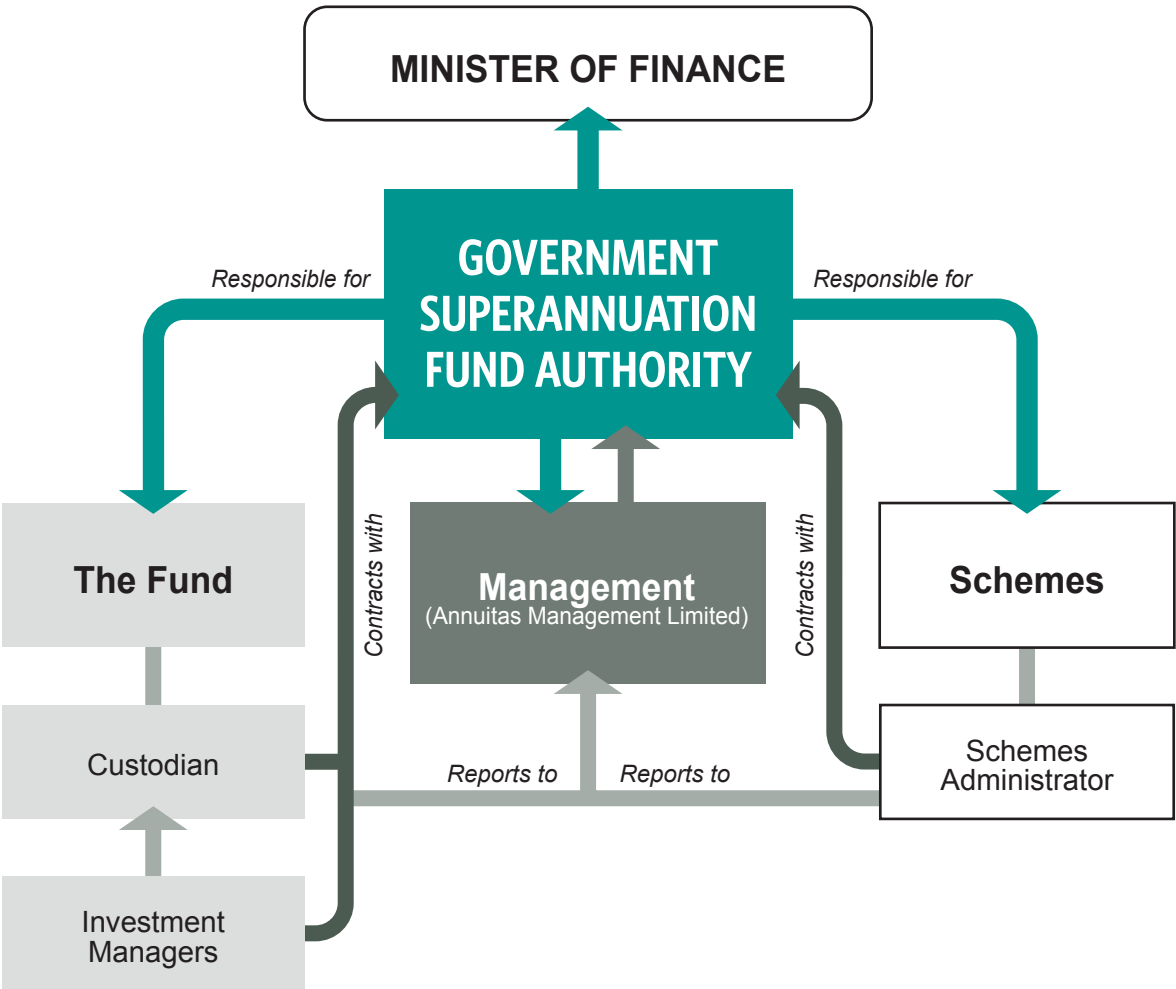 MINISTER OF FINANCE
GOVERNMENT
SUPERANNUATION
FUND AUTHORITY
Responsible for
Responsible for
The Fund
Contracts with
Management
(Annuitas Management Limited)
Contracts with
Schemes
Custodian
Reports to
Reports to
Schemes
Administrator
Investment
Managers